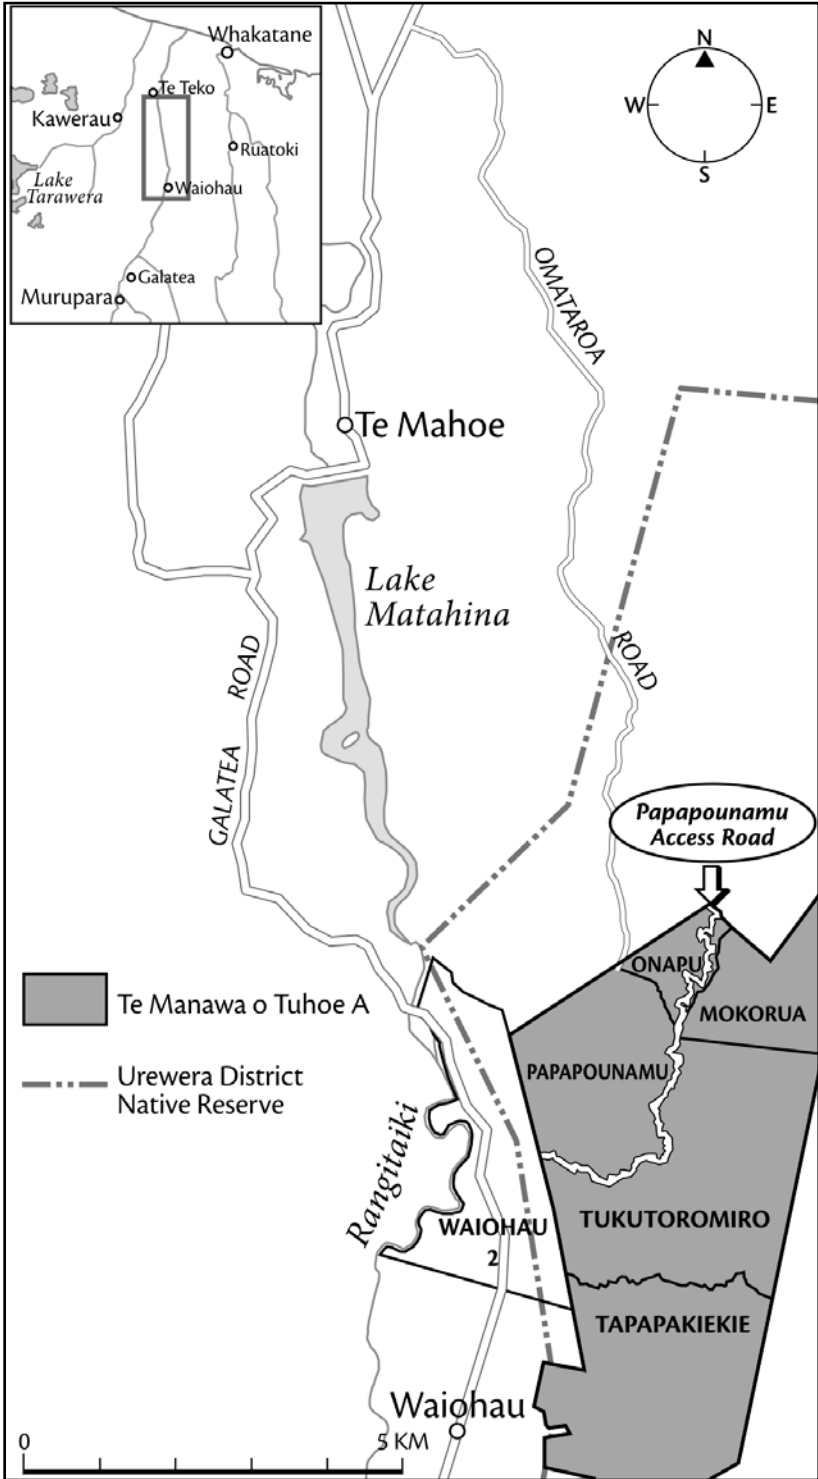 Whakatane
Te Teko
Kawerau
Ruatoki
Lake
Tarawera
Waiohau
Galatea
Murupara
N
W
E
S
OMATAROA
ROAD
Te Mahoe
Lake
Matahina
GALATEA
ROAD
Papapounamu
Access Road
ONAPU
MOKORUA
Te Manawa o Tuhoe A
PAPAPOUNAMU
Urewera District
Native Reserve
Rangitaiki
WAIOHAU
2
TUKUTOROMIRO
TAPAPAKIEKIE
Waiohau
0
5 KM